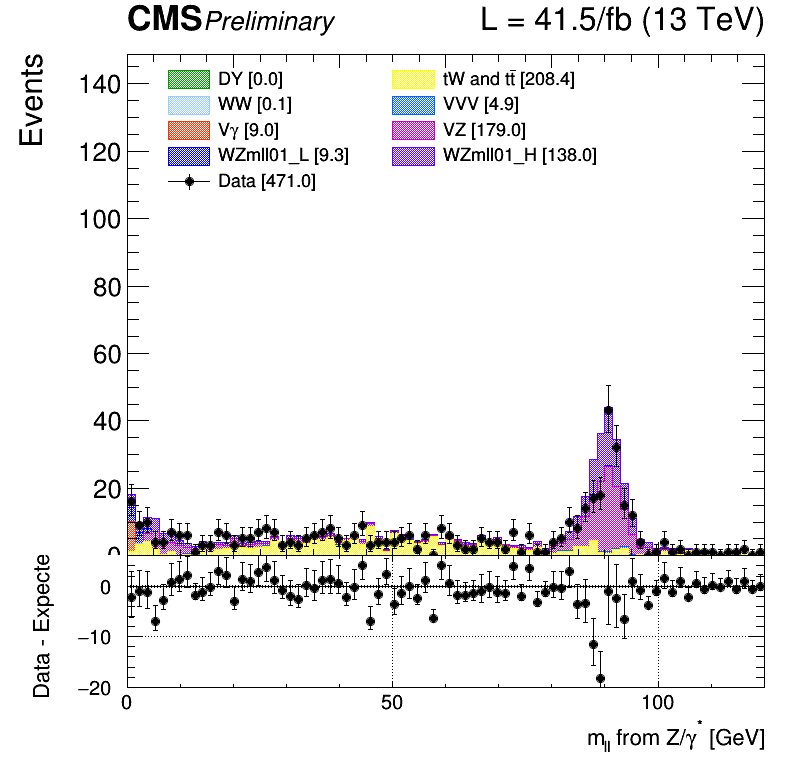 CMS Preliminary L = 41.5/fb (13 TeV)
Events
140
120
100
80
60
40
20
0
DY [0.0]
WW [0.1]
Vγ [9.0]
WZmll01_L [9.3]
Data [471.0]
tW and tt̄ [208.4]
VVV [4.9]
VZ [179.0]
WZmll01_H [138.0]
Data - Expecte
0
−10
−20
0 50 100
m_ll from Z/γ* [GeV]